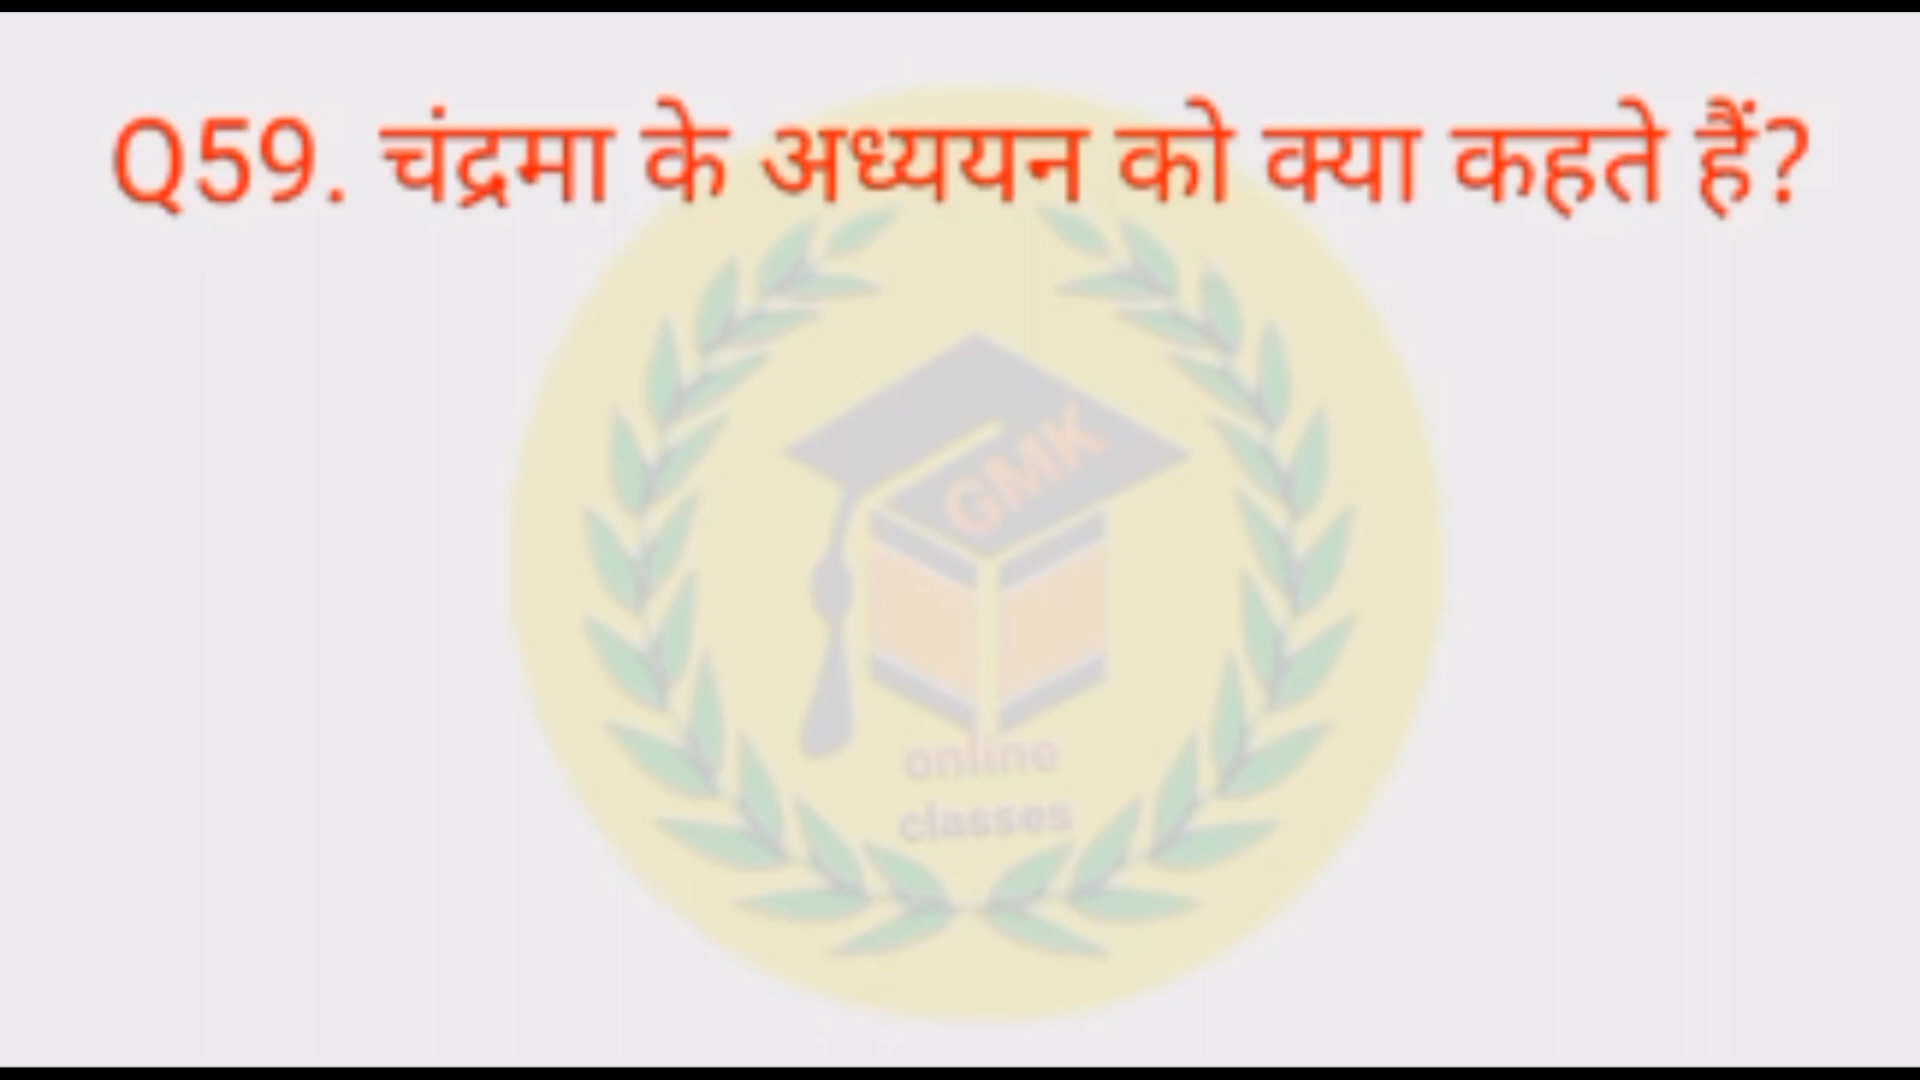 Q59. चंद्रमा के अध्ययन को क्या कहते हैं?
GMK
online
classes